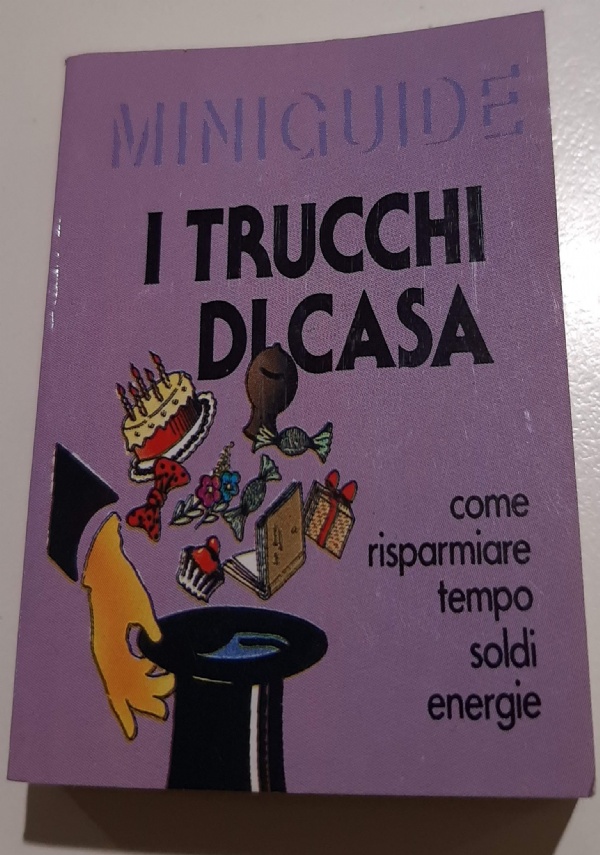 MINIGUIDE
I TRUCCHI
DI CASA
come
risparmiare
tempo
soldi
energie